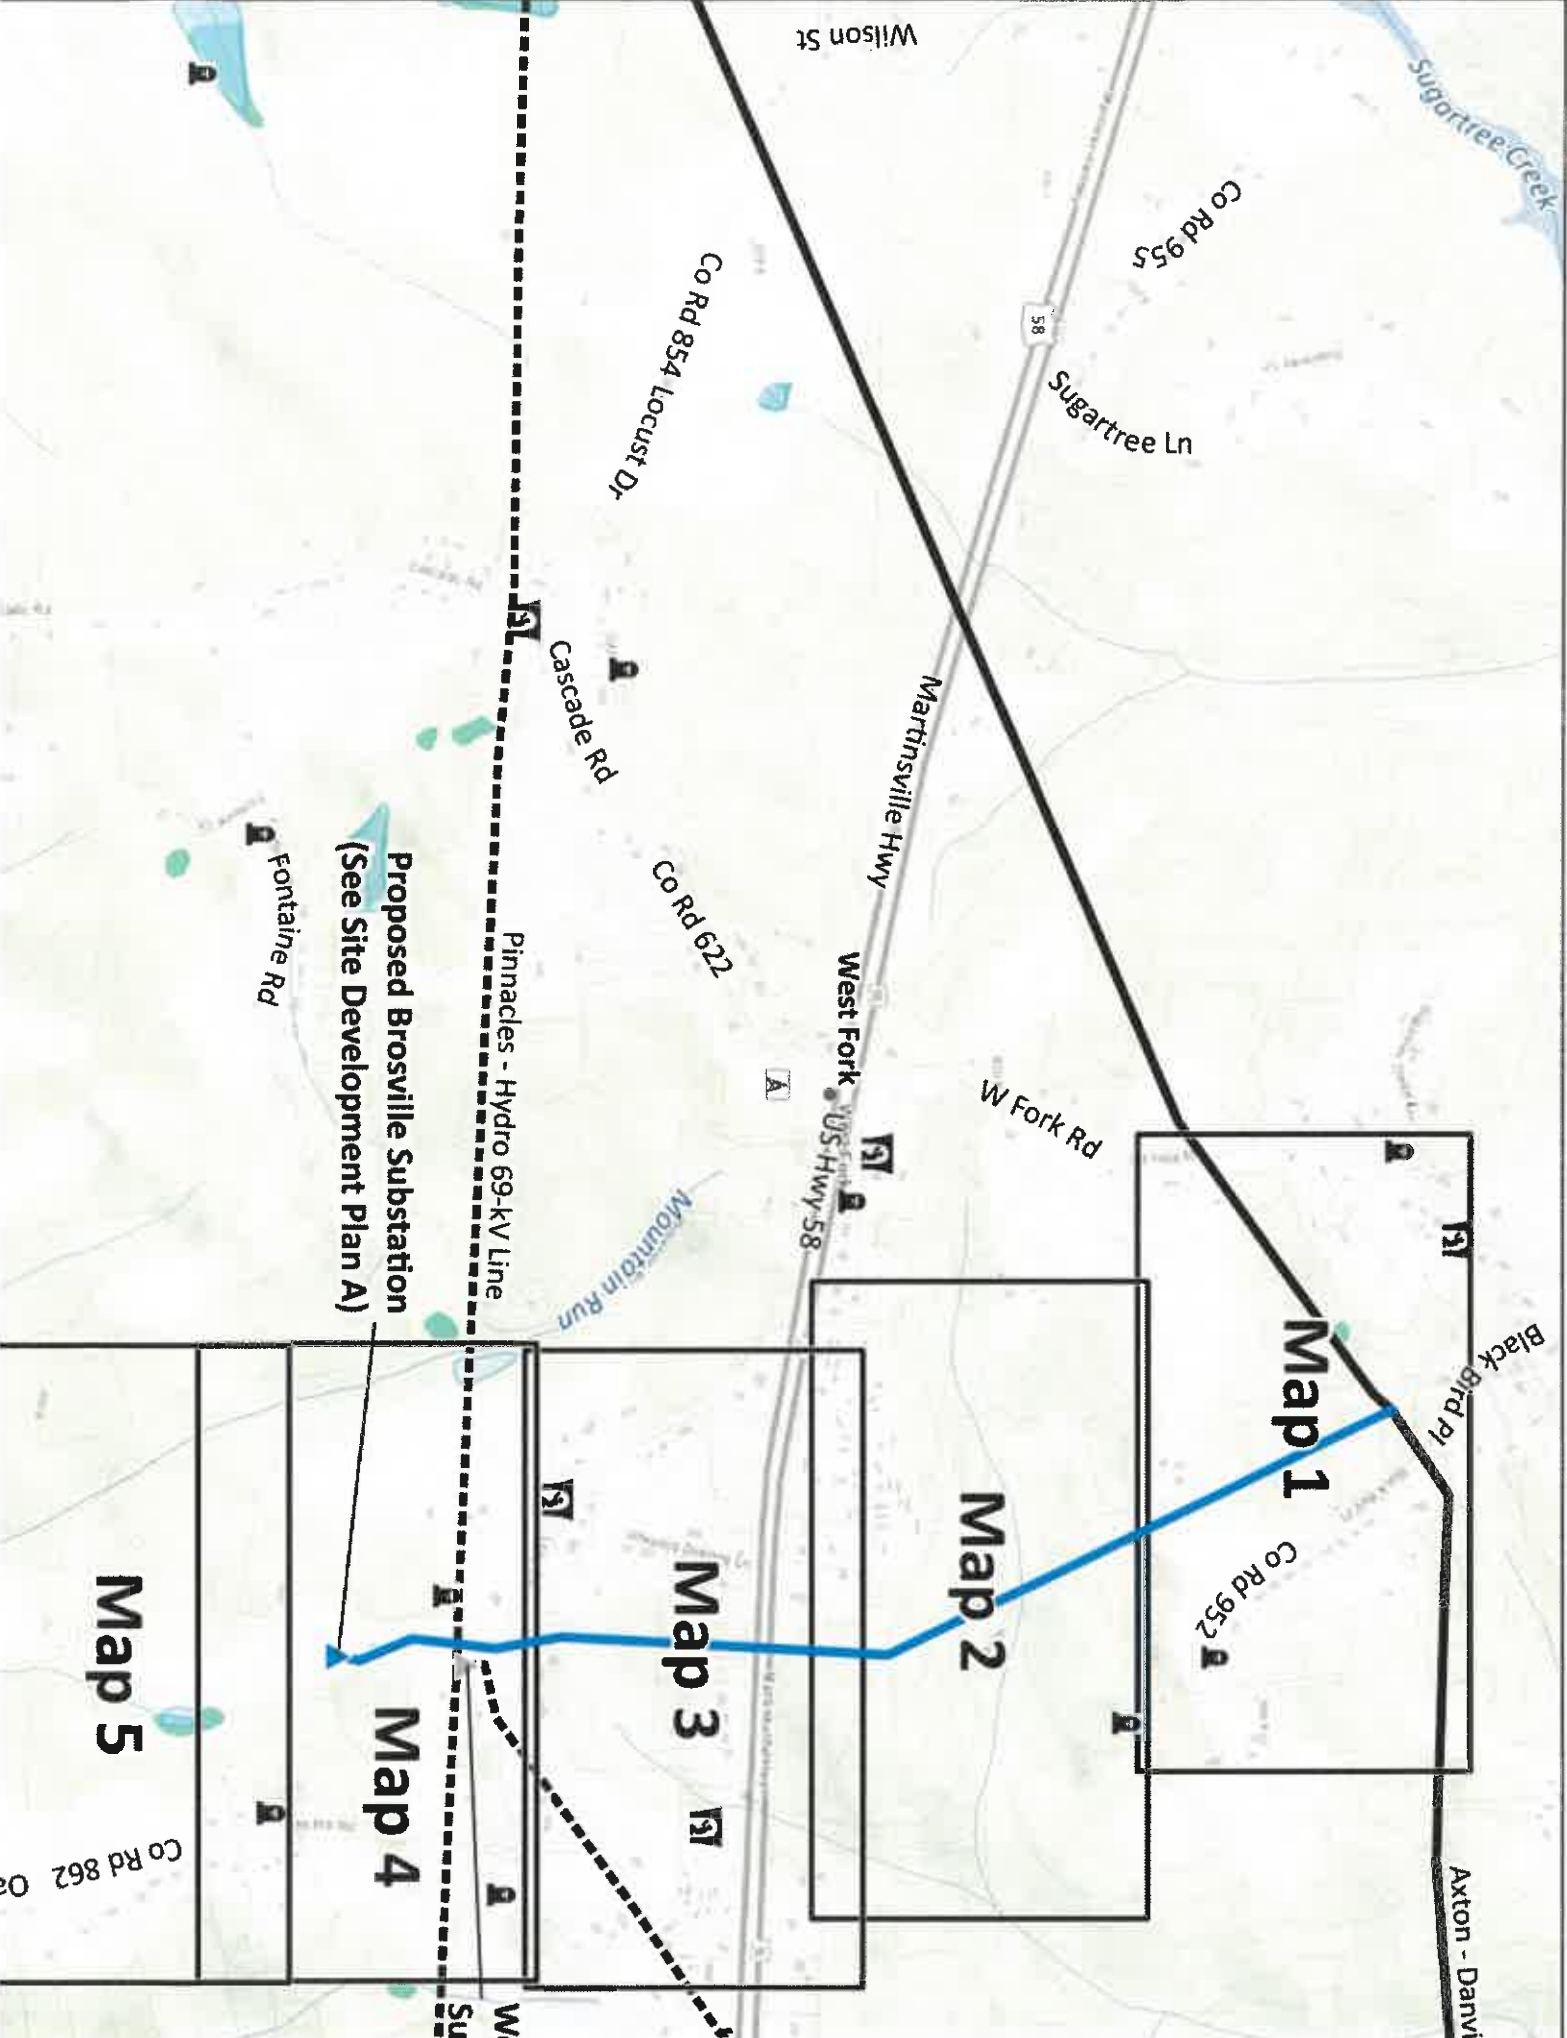 Sugartree Creek
Wilson St
Co Rd 955
58
Sugartree Ln
Co Rd 854 Locust Dr
Martinsville Hwy
Cascade Rd
Co Rd 622
West Fork
W Fork Rd
US Hwy 58
Fontaine Rd
Pinnacles - Hydro 69-kV Line
Proposed Brosville Substation
(See Site Development Plan A)
Mountain Run
Black Bird Pl
Map 1
Co Rd 952
Map 2
Map 3
Map 4
Map 5
Co Rd 862
Axton - Danvi
We
Su